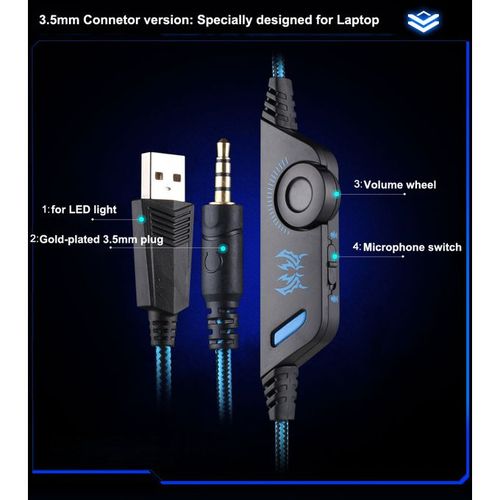 3.5mm Connetor version: Specially designed for Laptop
3:Volume wheel
1:for LED light
2:Gold-plated 3.5mm plug
4:Microphone switch